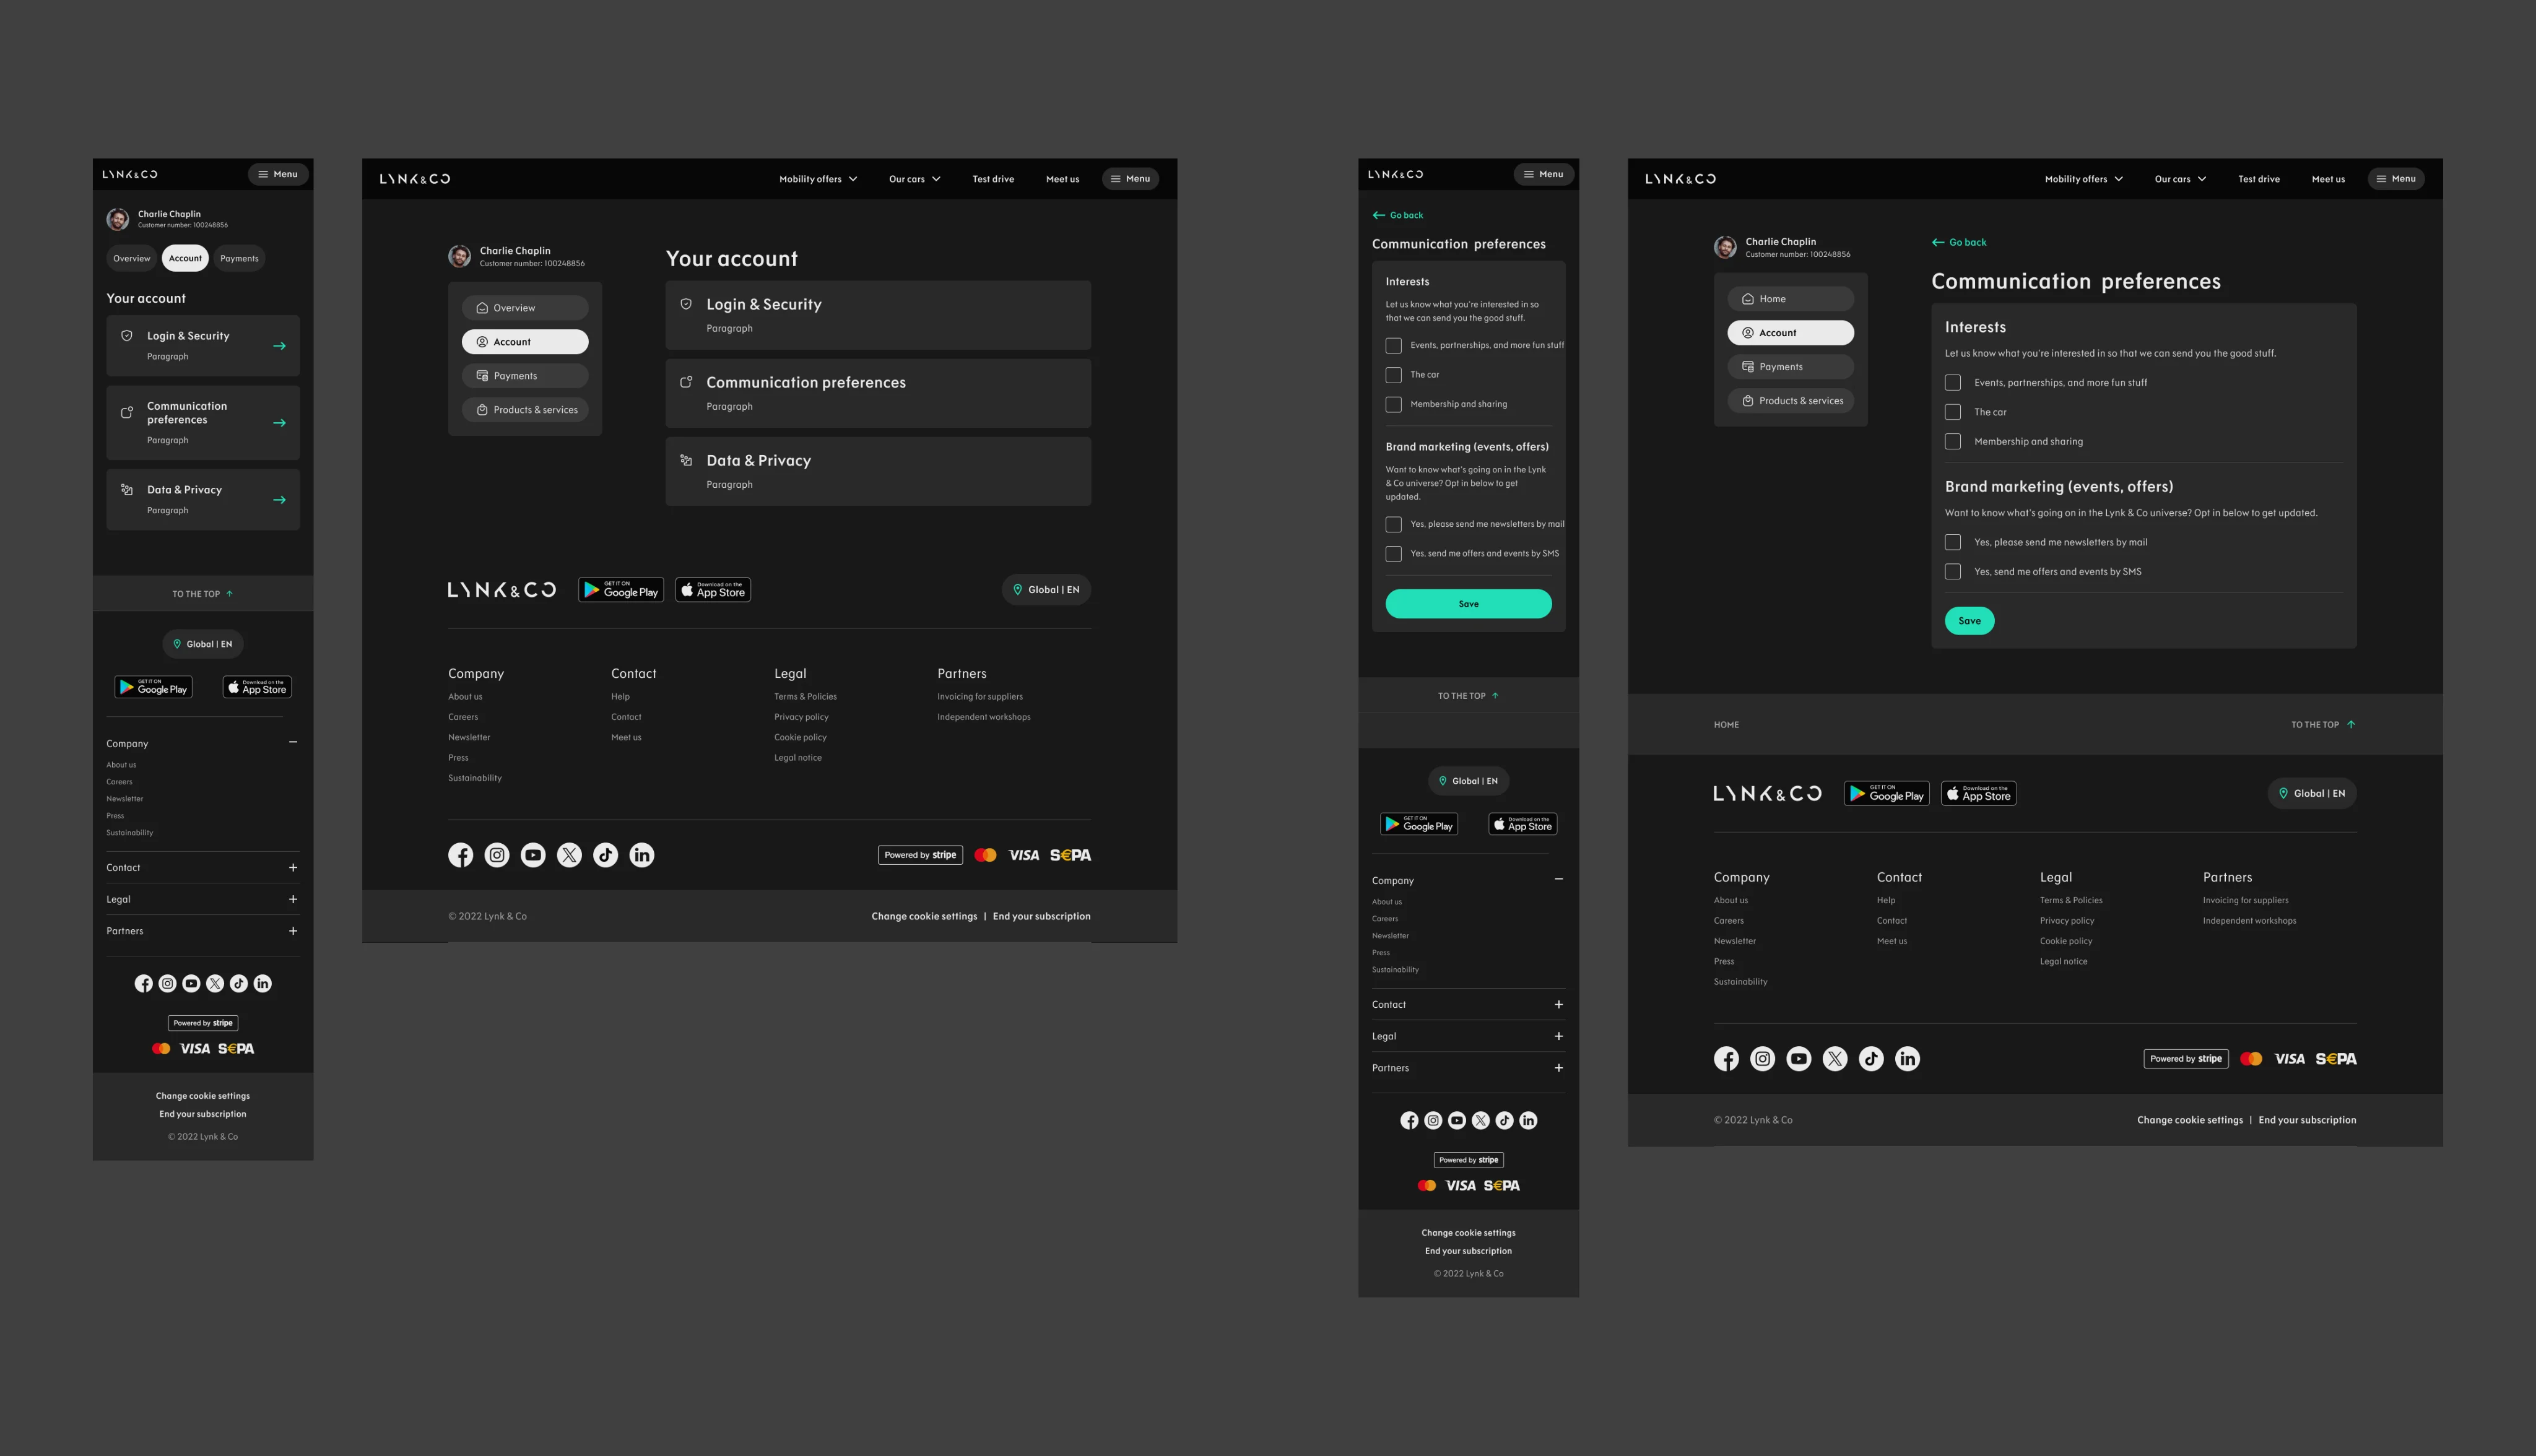 LYNK&CO
Menu
Charlie Chaplin
Customer number: 100248856
Overview
Account
Payments
Your account
Login & Security
Paragraph
Communication
preferences
Paragraph
Data & Privacy
Paragraph
TO THE TOP
Global | EN
GET IT ON
Google Play
Download on the
App Store
Company
About us
Careers
Newsletter
Press
Sustainability
Contact
Legal
Partners
Powered by stripe
VISA
S€PA
Change cookie settings
End your subscription
© 2022 Lynk & Co
LYNK&CO
Mobility offers
Our cars
Test drive
Meet us
Menu
Charlie Chaplin
Customer number: 100248856
Overview
Account
Payments
Products & services
Your account
Login & Security
Paragraph
Communication preferences
Paragraph
Data & Privacy
Paragraph
LYNK&CO
GET IT ON
Google Play
Download on the
App Store
Global | EN
Company
About us
Careers
Newsletter
Press
Sustainability
Contact
Help
Contact
Meet us
Legal
Terms & Policies
Privacy policy
Cookie policy
Legal notice
Partners
Invoicing for suppliers
Independent workshops
Powered by stripe
VISA
S€PA
© 2022 Lynk & Co
Change cookie settings | End your subscription
LYNK&CO
Menu
Go back
Communication preferences
Interests
Let us know what you're interested in so
that we can send you the good stuff.
Events, partnerships, and more fun stuff
The car
Membership and sharing
Brand marketing (events, offers)
Want to know what's going on in the Lynk
& Co universe? Opt in below to get
updated.
Yes, please send me newsletters by mail
Yes, send me offers and events by SMS
Save
TO THE TOP
Global | EN
GET IT ON
Google Play
Download on the
App Store
Company
About us
Careers
Newsletter
Press
Sustainability
Contact
Legal
Partners
Powered by stripe
VISA
S€PA
Change cookie settings
End your subscription
© 2022 Lynk & Co
LYNK&CO
Mobility offers
Our cars
Test drive
Meet us
Menu
Charlie Chaplin
Customer number: 100248856
Home
Account
Payments
Products & services
Go back
Communication preferences
Interests
Let us know what you're interested in so that we can send you the good stuff.
Events, partnerships, and more fun stuff
The car
Membership and sharing
Brand marketing (events, offers)
Want to know what's going on in the Lynk & Co universe? Opt in below to get updated.
Yes, please send me newsletters by mail
Yes, send me offers and events by SMS
Save
HOME
TO THE TOP
LYNK&CO
GET IT ON
Google Play
Download on the
App Store
Global | EN
Company
About us
Careers
Newsletter
Press
Sustainability
Contact
Help
Contact
Meet us
Legal
Terms & Policies
Privacy policy
Cookie policy
Legal notice
Partners
Invoicing for suppliers
Independent workshops
Powered by stripe
VISA
S€PA
© 2022 Lynk & Co
Change cookie settings | End your subscription